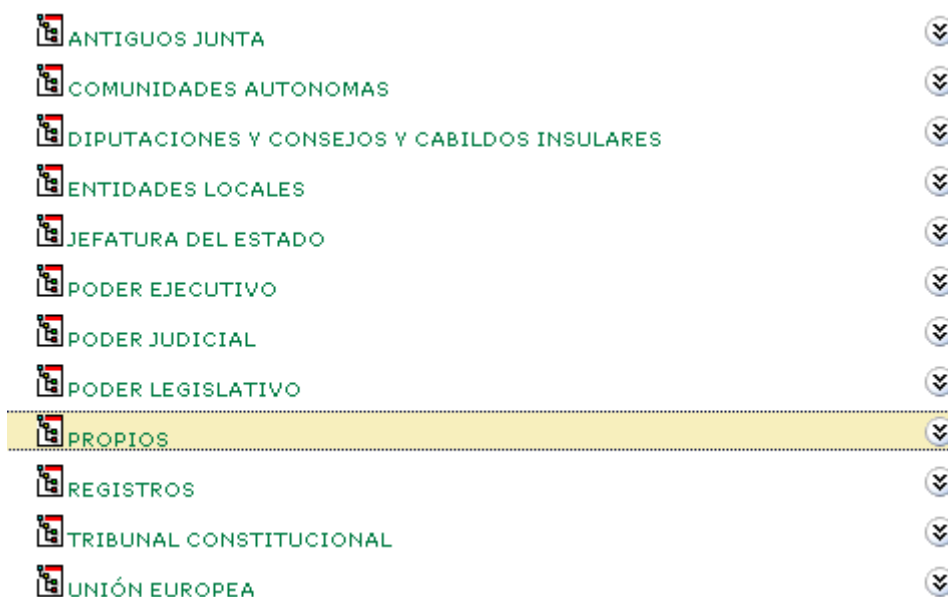 ANTIGUOS JUNTA
COMUNIDADES AUTONOMAS
DIPUTACIONES Y CONSEJOS Y CABILDOS INSULARES
ENTIDADES LOCALES
JEFATURA DEL ESTADO
PODER EJECUTIVO
PODER JUDICIAL
PODER LEGISLATIVO
PROPIOS
REGISTROS
TRIBUNAL CONSTITUCIONAL
UNIÓN EUROPEA